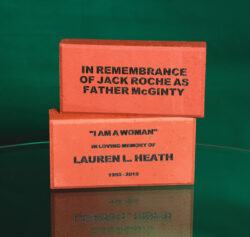 IN REMEMBRANCE
OF JACK ROCHE AS
FATHER McGINTY
"I AM A WOMAN"
IN LOVING MEMORY OF
LAUREN L. HEATH